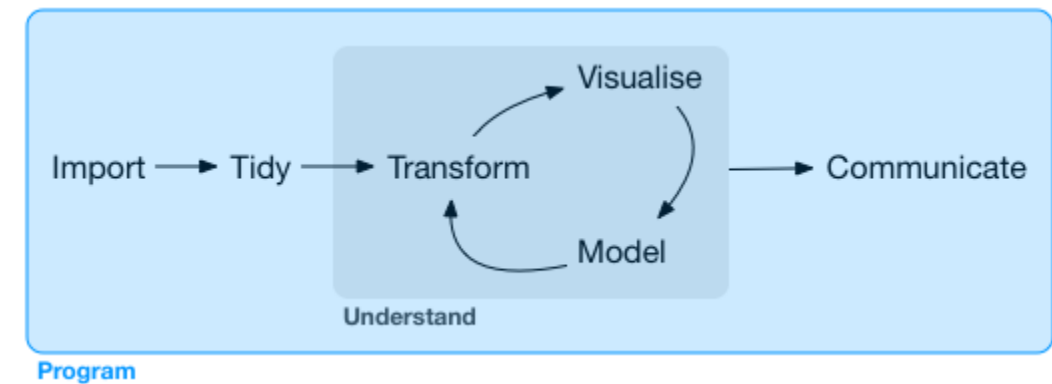 Visualise
Import Tidy Transform Communicate
Model
Understand
Program